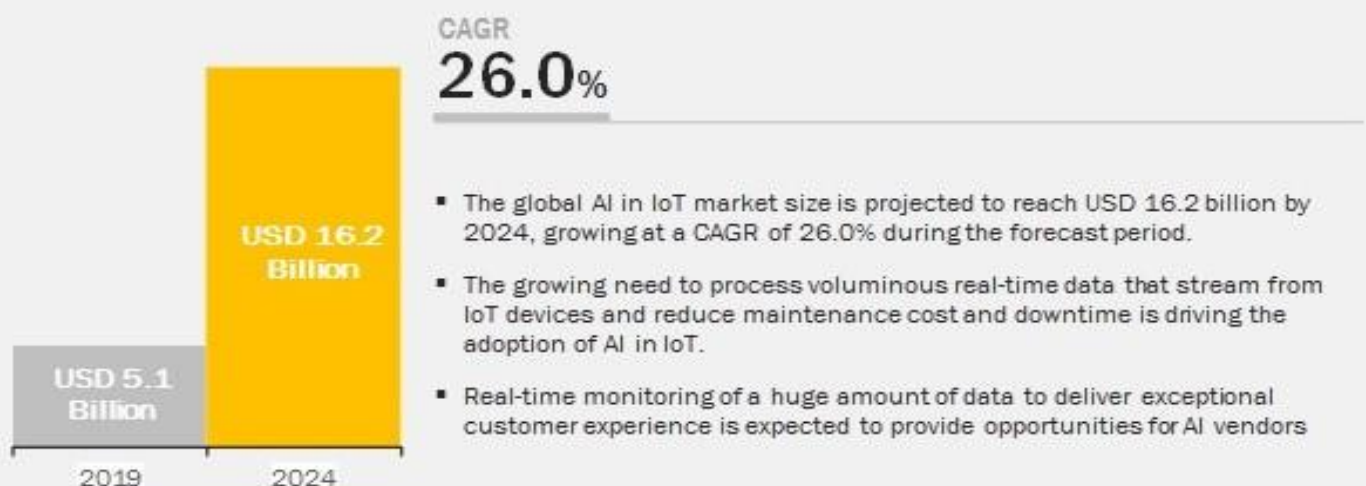 CAGR
26.0%
USD 16.2
Billion
USD 5.1
Billion
2019
2024
▪ The global AI in IoT market size is projected to reach USD 16.2 billion by
2024, growing at a CAGR of 26.0% during the forecast period.
▪ The growing need to process voluminous real-time data that stream from
IoT devices and reduce maintenance cost and downtime is driving the
adoption of AI in IoT.
▪ Real-time monitoring of a huge amount of data to deliver exceptional
customer experience is expected to provide opportunities for AI vendors